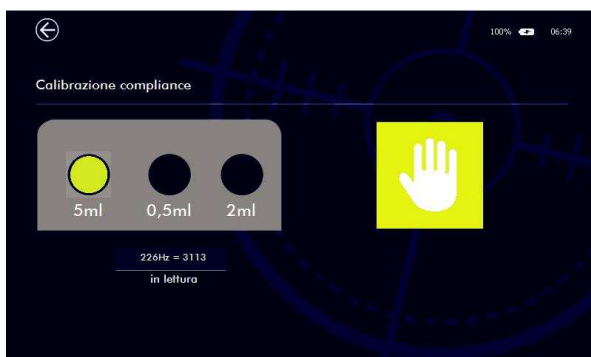 100% 06:39
Calibrazione compliance
5ml 0,5ml 2ml
226Hz = 3113
in lettura